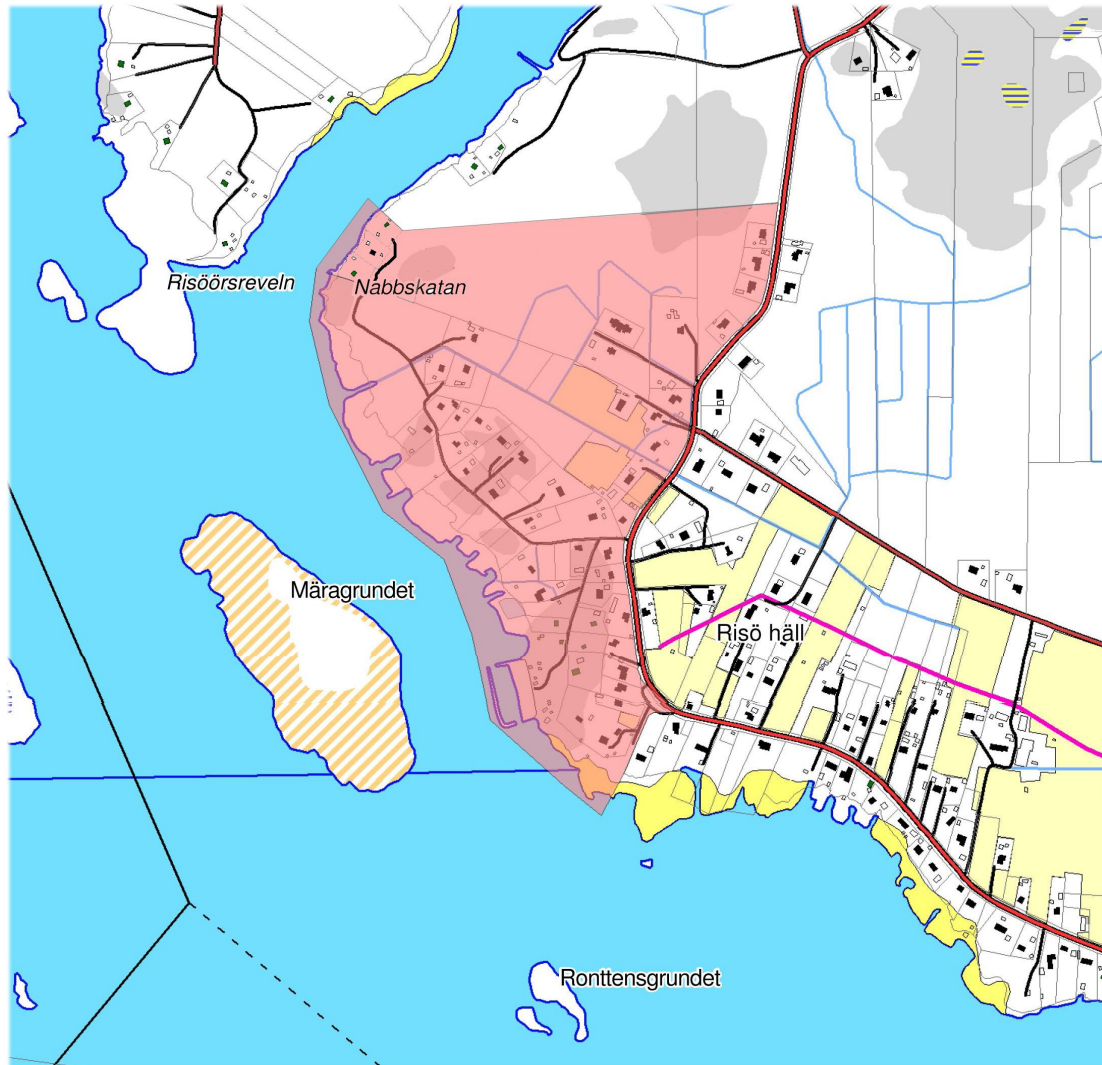 Risöörsreveln
Nabbskatan
Märagrundet
Risö häll
Ronttensgrundet